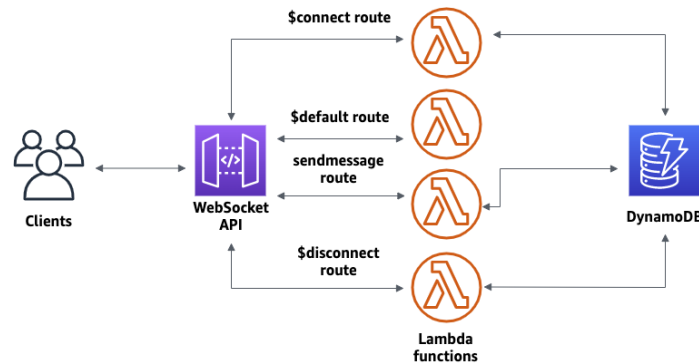 $connect route
$default route
sendmessage
route
</>
WebSocket
API
Clients
DynamoDB
$disconnect
route
Lambda
functions